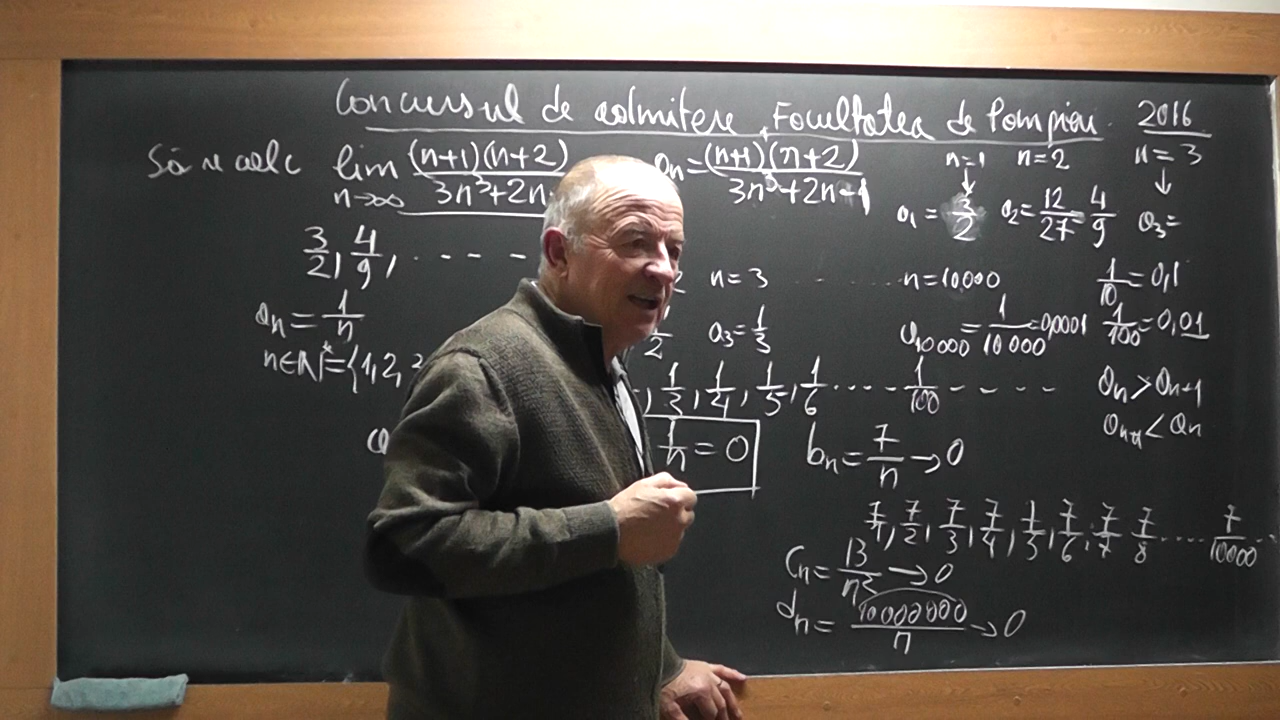 Concursul de admitere, Facultatea de Pompieri 2016
Să se calc lim n→∞ (n+1)(n+2)/3n³+2n- aₙ=(n+1)(n+2)/3n³+2n-1 n=1 n=2 n=3
a₁=3/2 a₂=12/27=4/9 a₃=
3/2, 4/9, ....---
n=3 ........ n=10000 1/10=0,1
aₙ=1/n a₃=1/3 a₁₀₀₀₀=1/10000=0,0001 1/100=0,01
n∈ℕ*={1,2,
, 1/3, 1/4, 1/5, 1/6 ..... 1/100 ---- aₙ>aₙ₊₁
aₙ₊₁<aₙ
1/n=0 bₙ=7/n→0
7/1, 7/2, 7/3, 7/4, 7/5, 7/6, 7/7 7/8 .... 7/10000 ..
cₙ=13/n²→0
dₙ=10000000/n→0